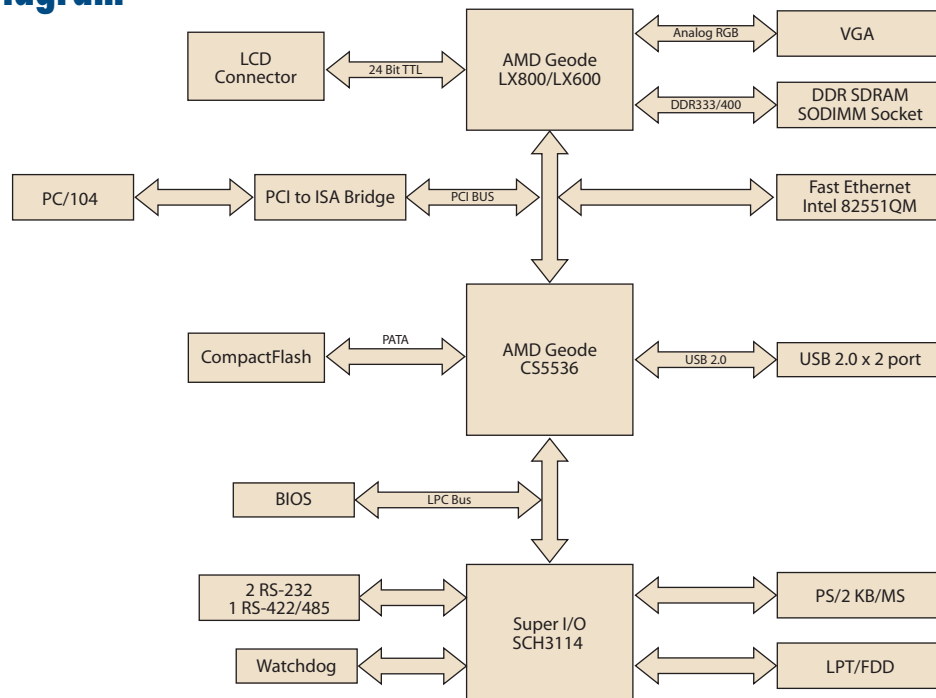 LCD
Connector
24 Bit TTL
AMD Geode
LX800/LX600
Analog RGB
VGA
DDR333/400
DDR SDRAM
SODIMM Socket
PC/104
PCI to ISA Bridge
PCI BUS
Fast Ethernet
Intel 82551QM
CompactFlash
PATA
AMD Geode
CS5536
USB 2.0
USB 2.0 x 2 port
BIOS
LPC Bus
2 RS-232
1 RS-422/485
Super I/O
SCH3114
PS/2 KB/MS
Watchdog
LPT/FDD